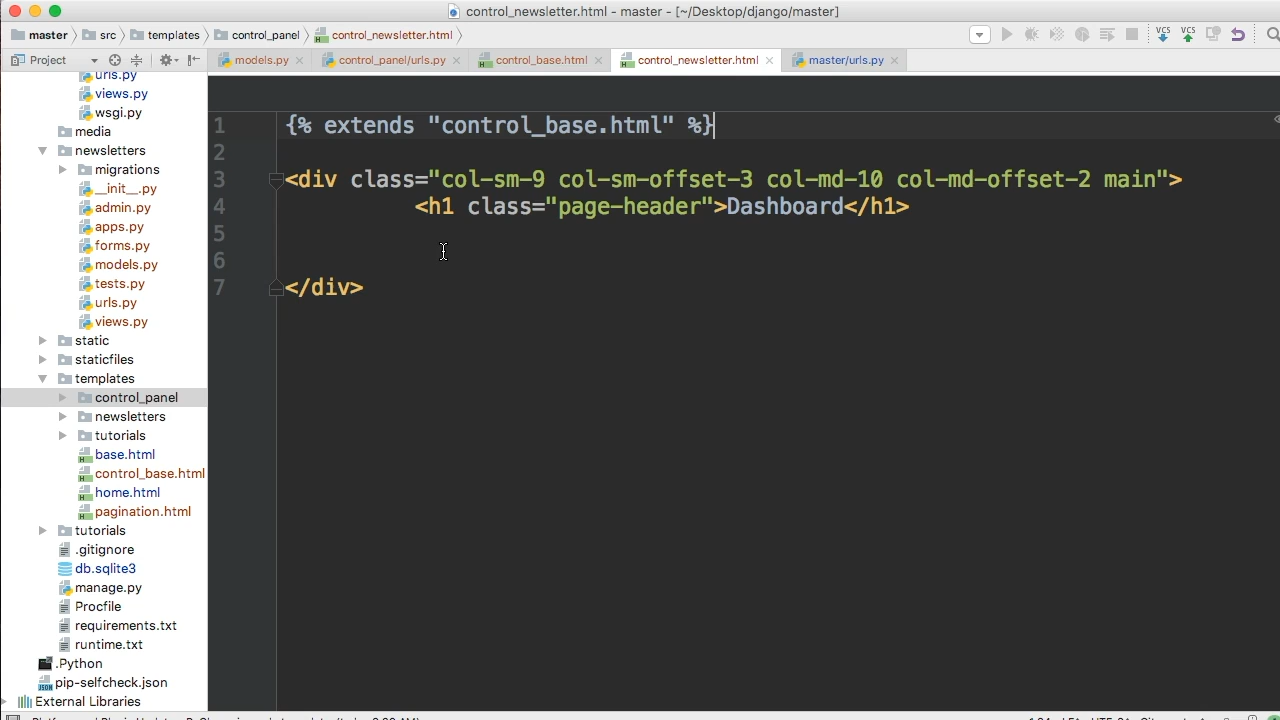 control_newsletter.html - master - [~/Desktop/django/master]
master src templates control_panel control_newsletter.html
Project
models.py control_panel/urls.py control_base.html control_newsletter.html master/urls.py
urls.py
views.py
wsgi.py
media
newsletters
migrations
__init__.py
admin.py
apps.py
forms.py
models.py
tests.py
urls.py
views.py
static
staticfiles
templates
control_panel
newsletters
tutorials
base.html
control_base.html
home.html
pagination.html
tutorials
.gitignore
db.sqlite3
manage.py
Procfile
requirements.txt
runtime.txt
.Python
pip-selfcheck.json
External Libraries
VCS VCS
1 {% extends "control_base.html" %}
2
3 <div class="col-sm-9 col-sm-offset-3 col-md-10 col-md-offset-2 main">
4 <h1 class="page-header">Dashboard</h1>
5
6
7 </div>